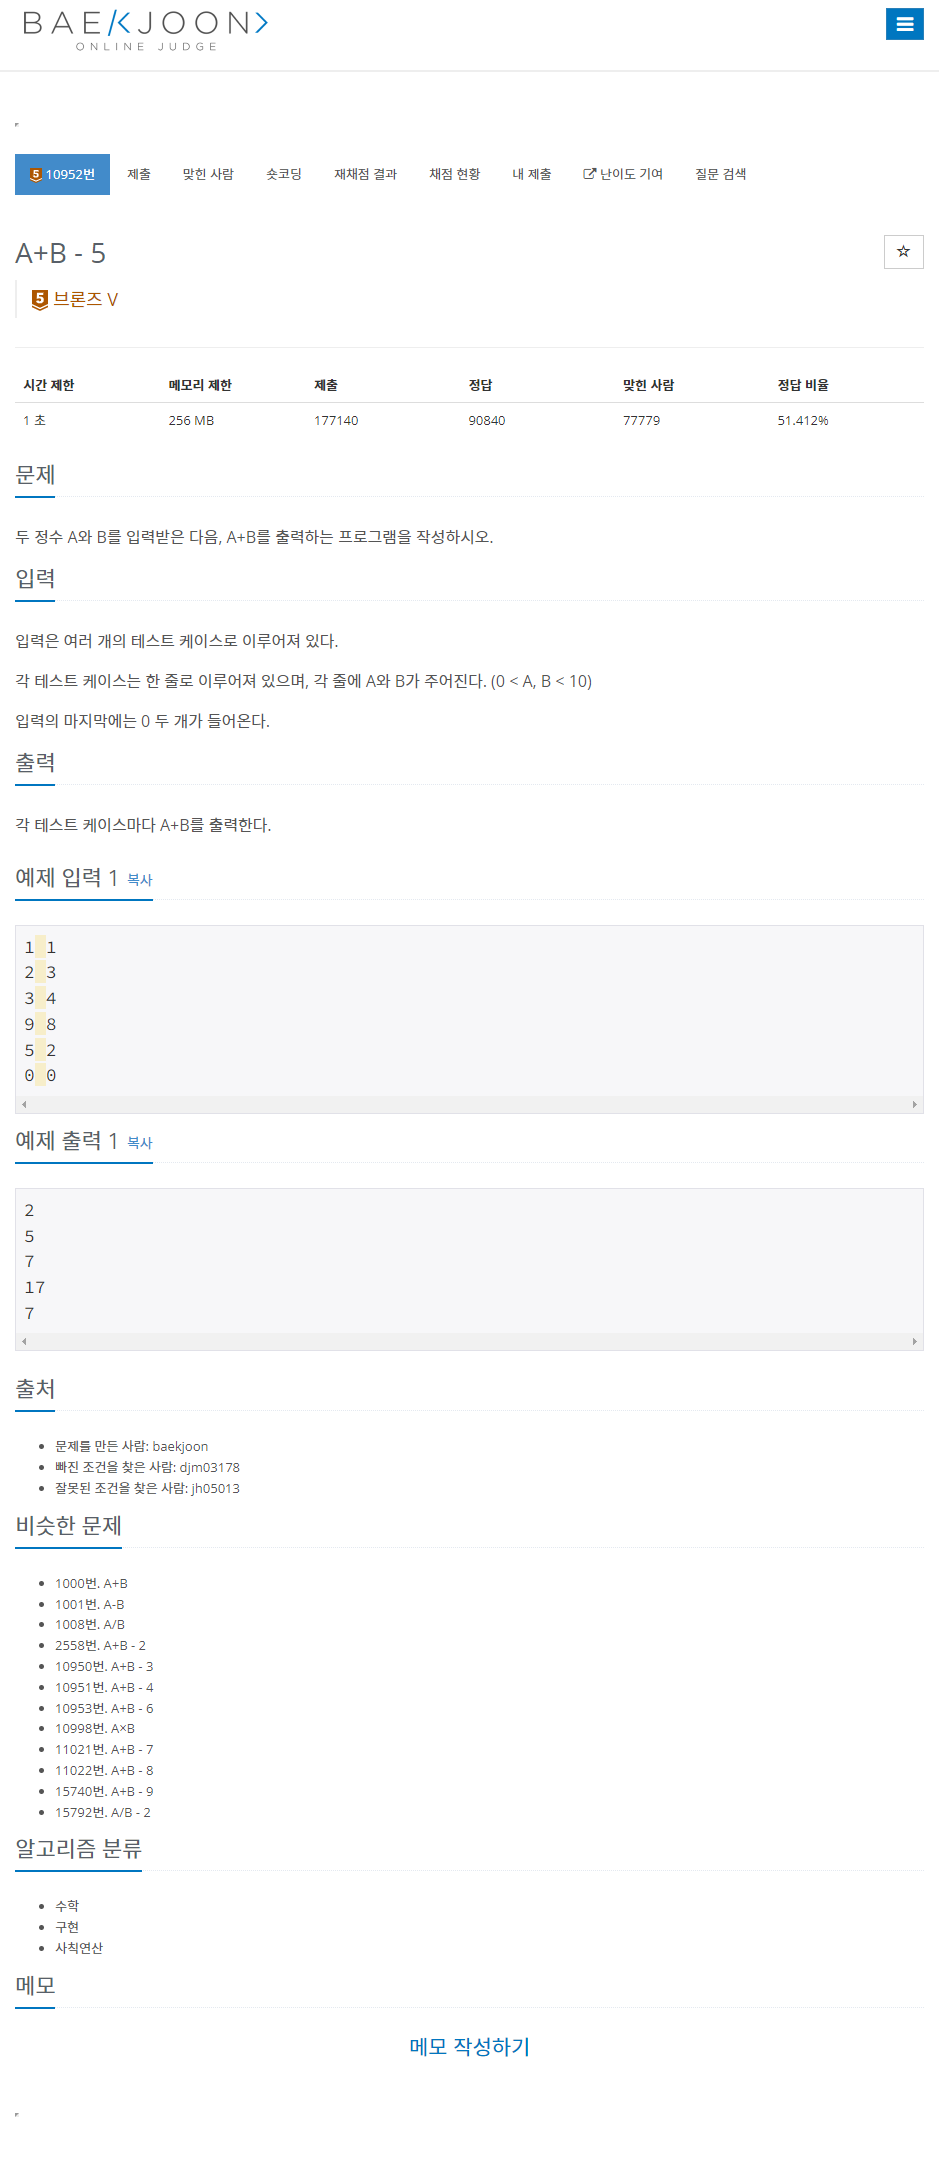 BAEKJOON
ONLINE JUDGE
5 10952번 제출 맞힌 사람 숏코딩 재채점 결과 채점 현황 내 제출 난이도 기여 질문 검색
A+B - 5
5 브론즈 V
시간 제한 메모리 제한 제출 정답 맞힌 사람 정답 비율
1 초 256 MB 177140 90840 77779 51.412%
문제
두 정수 A와 B를 입력받은 다음, A+B를 출력하는 프로그램을 작성하시오.
입력
입력은 여러 개의 테스트 케이스로 이루어져 있다.
각 테스트 케이스는 한 줄로 이루어져 있으며, 각 줄에 A와 B가 주어진다. (0 < A, B < 10)
입력의 마지막에는 0 두 개가 들어온다.
출력
각 테스트 케이스마다 A+B를 출력한다.
예제 입력 1 복사
1 1
2 3
3 4
9 8
5 2
0 0
예제 출력 1 복사
2
5
7
17
7
출처
문제를 만든 사람: baekjoon
빠진 조건을 찾은 사람: djm03178
잘못된 조건을 찾은 사람: jh05013
비슷한 문제
1000번. A+B
1001번. A-B
1008번. A/B
2558번. A+B - 2
10950번. A+B - 3
10951번. A+B - 4
10953번. A+B - 6
10998번. A×B
11021번. A+B - 7
11022번. A+B - 8
15740번. A+B - 9
15792번. A/B - 2
알고리즘 분류
수학
구현
사칙연산
메모
메모 작성하기